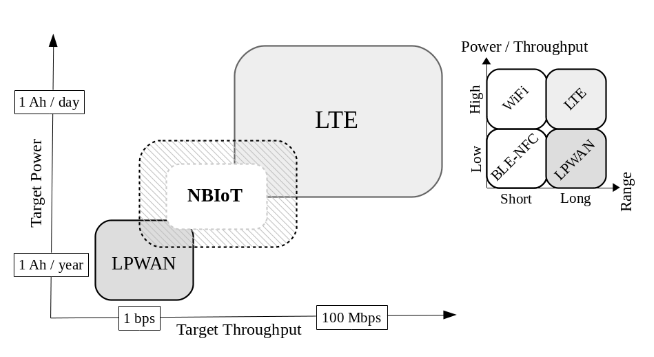 Power / Throughput
1 Ah / day
LTE
High
WiFi
LTE
Target Power
NBIoT
Low
BLE-NFC
LPWAN
Short
Long
Range
1 Ah / year
LPWAN
1 bps
Target Throughput
100 Mbps